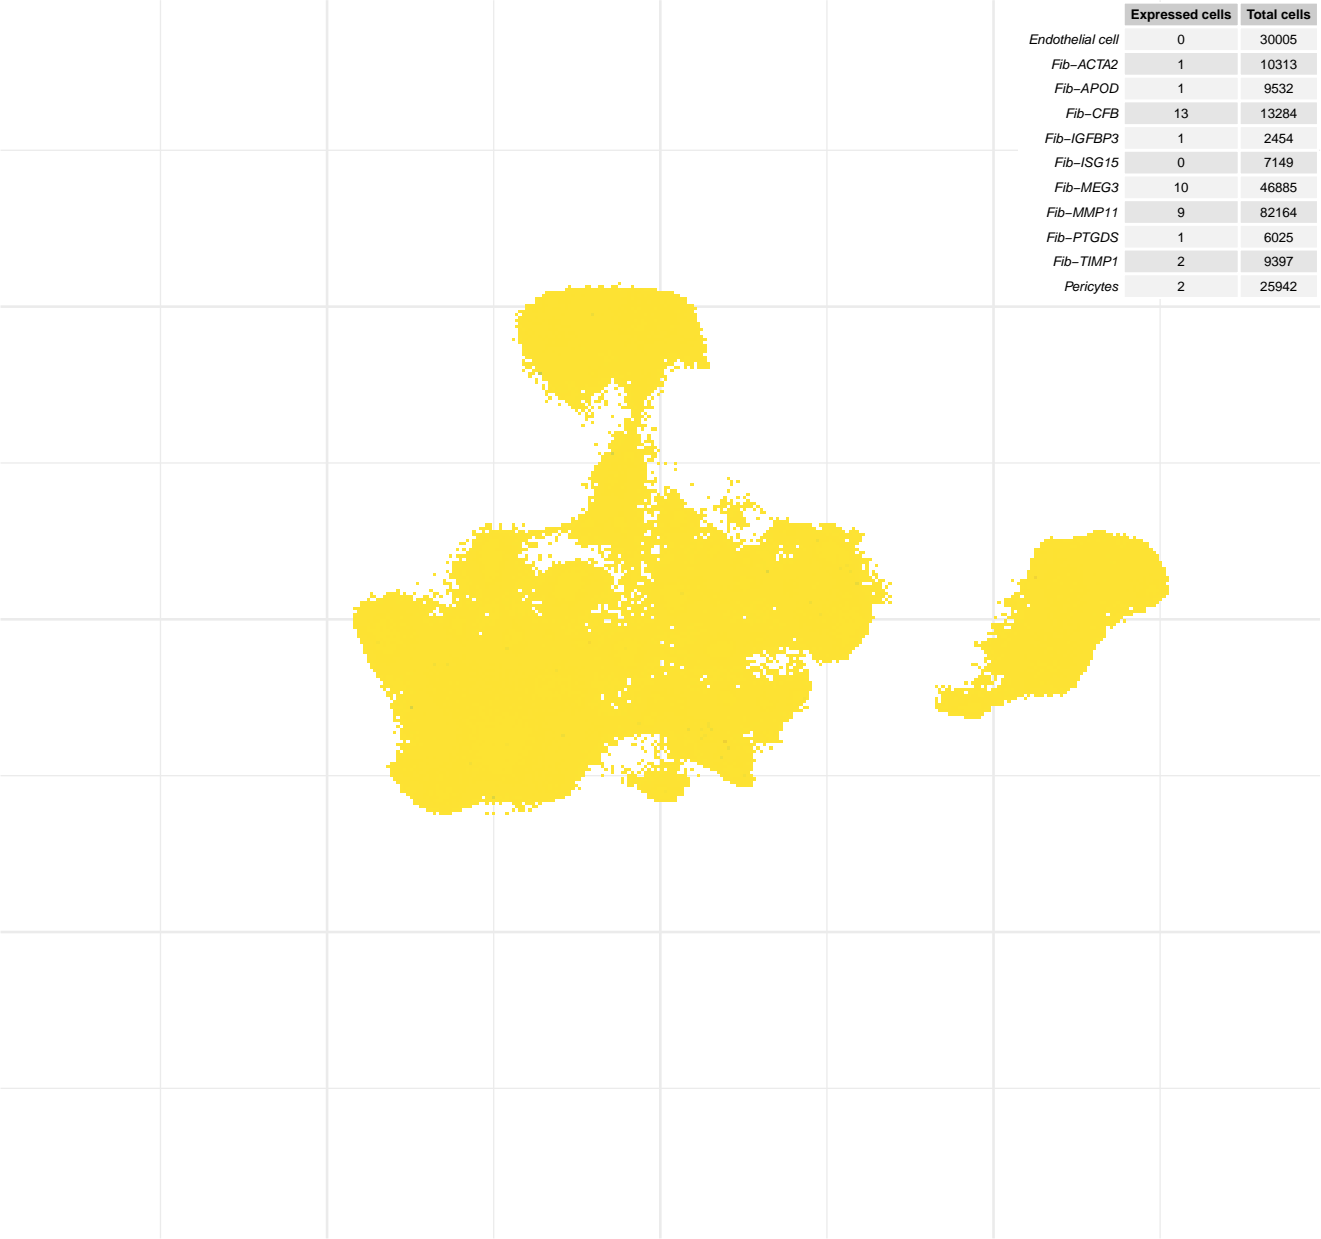 Expressed cells Total cells
Endothelial cell 0 30005
Fib−ACTA2 1 10313
Fib−APOD 1 9532
Fib−CFB 13 13284
Fib−IGFBP3 1 2454
Fib−ISG15 0 7149
Fib−MEG3 10 46885
Fib−MMP11 9 82164
Fib−PTGDS 1 6025
Fib−TIMP1 2 9397
Pericytes 2 25942